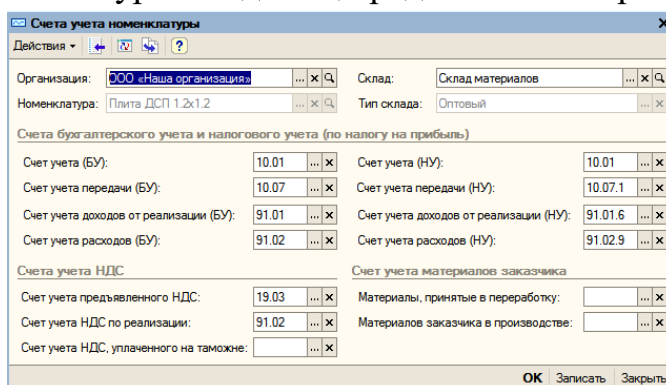 Счета учета номенклатуры
Действия
Организация: ООО «Наша организация» Склад: Склад материалов
Номенклатура: Плита ДСП 1.2х1.2 Тип склада: Оптовый
Счета бухгалтерского учета и налогового учета (по налогу на прибыль)
Счет учета (БУ): 10.01 Счет учета (НУ): 10.01
Счет учета передачи (БУ): 10.07 Счет учета передачи (НУ): 10.07.1
Счет учета доходов от реализации (БУ): 91.01 Счет учета доходов от реализации (НУ): 91.01.6
Счет учета расходов (БУ): 91.02 Счет учета расходов (НУ): 91.02.9
Счета учета НДС Счет учета материалов заказчика
Счет учета предъявленного НДС: 19.03 Материалы, принятые в переработку:
Счет учета НДС по реализации: 91.02 Материалов заказчика в производстве:
Счет учета НДС, уплаченного на таможне:
OK Записать Закрыть